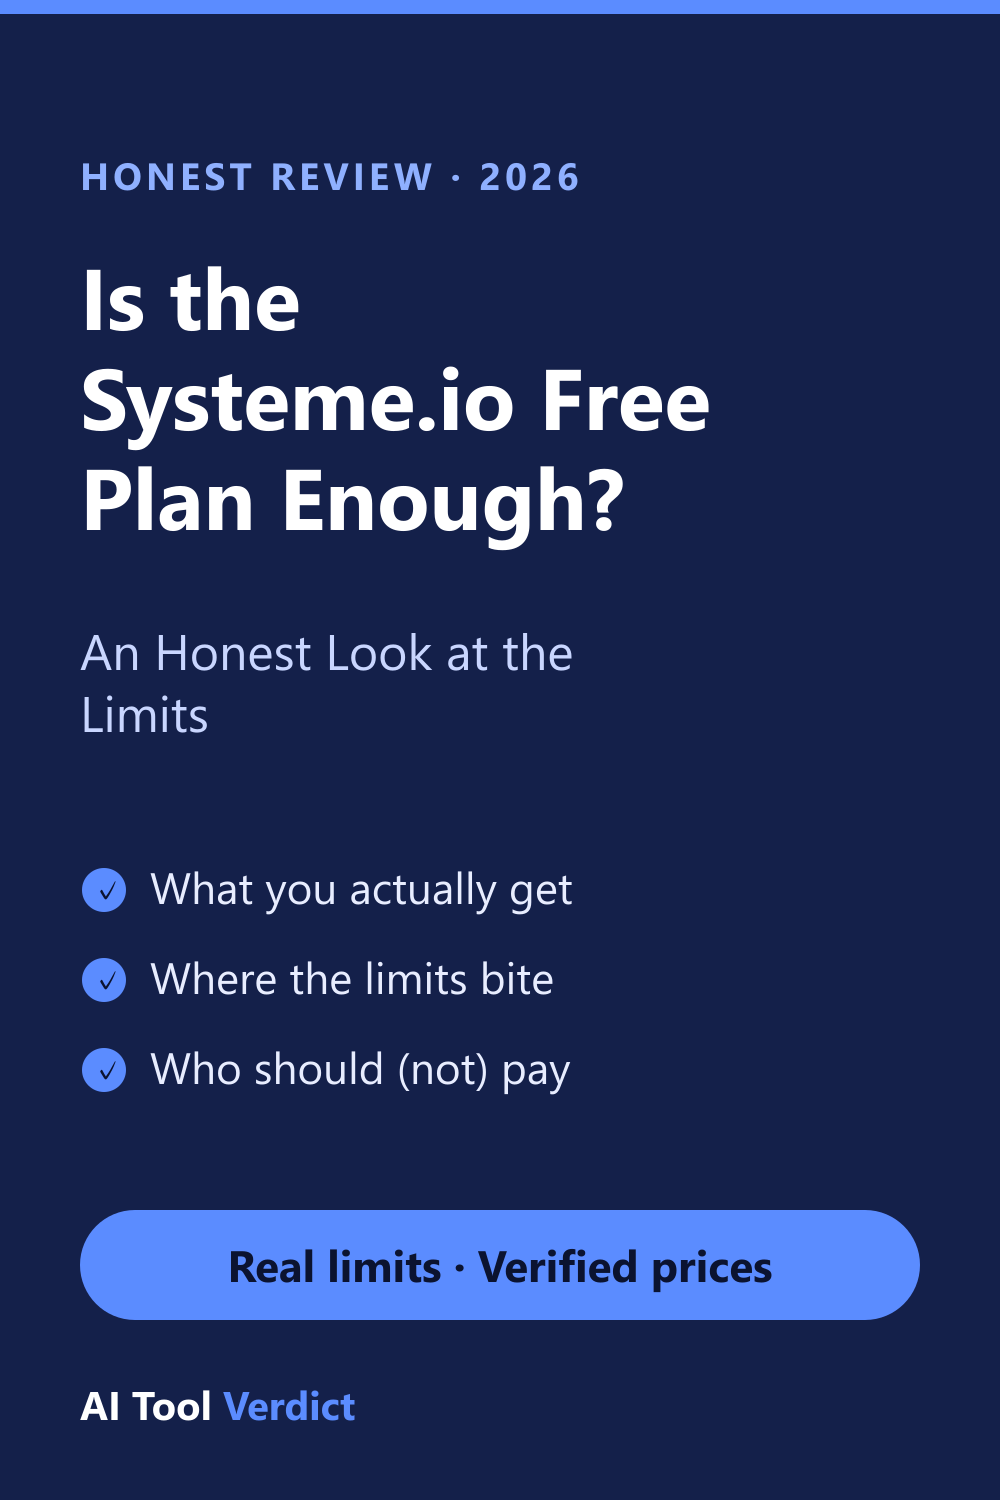 HONEST REVIEW · 2026
Is the
Systeme.io Free
Plan Enough?
An Honest Look at the
Limits
✓ What you actually get
✓ Where the limits bite
✓ Who should (not) pay
Real limits · Verified prices
AI Tool Verdict